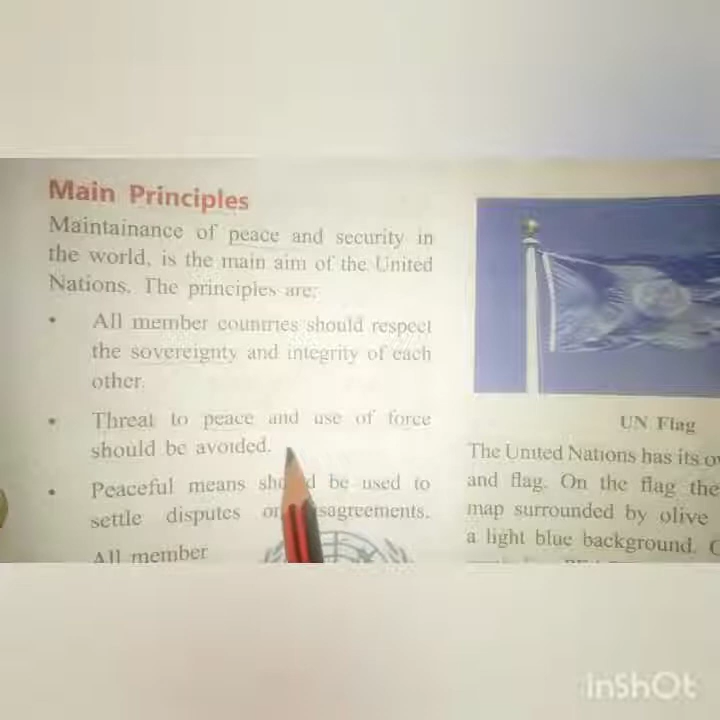 Main Principles
Maintainance of peace and security in
the world, is the main aim of the United
Nations. The principles are:
• All member countries should respect
the sovereignty and integrity of each
other.
• Threat to peace and use of force
should be avoided.
• Peaceful means should be used to
settle disputes or disagreements.
All member
UN Flag
The United Nations has its
and flag. On the flag
map surrounded by olive
a light blue background.
InShOt